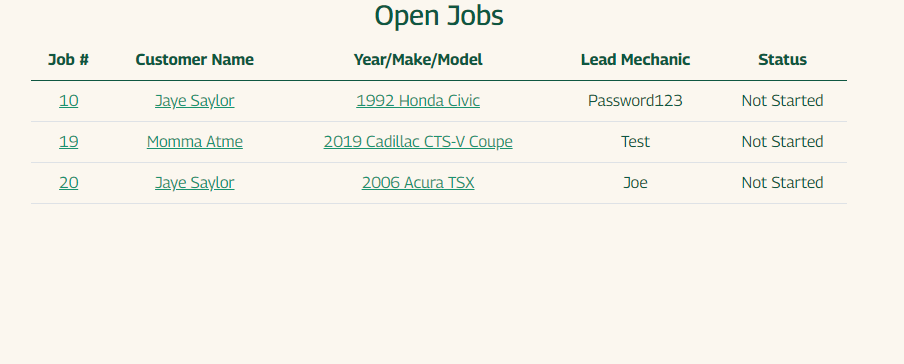 Open Jobs
Job # Customer Name Year/Make/Model Lead Mechanic Status
10 Jaye Saylor 1992 Honda Civic Password123 Not Started
19 Momma Atme 2019 Cadillac CTS-V Coupe Test Not Started
20 Jaye Saylor 2006 Acura TSX Joe Not Started